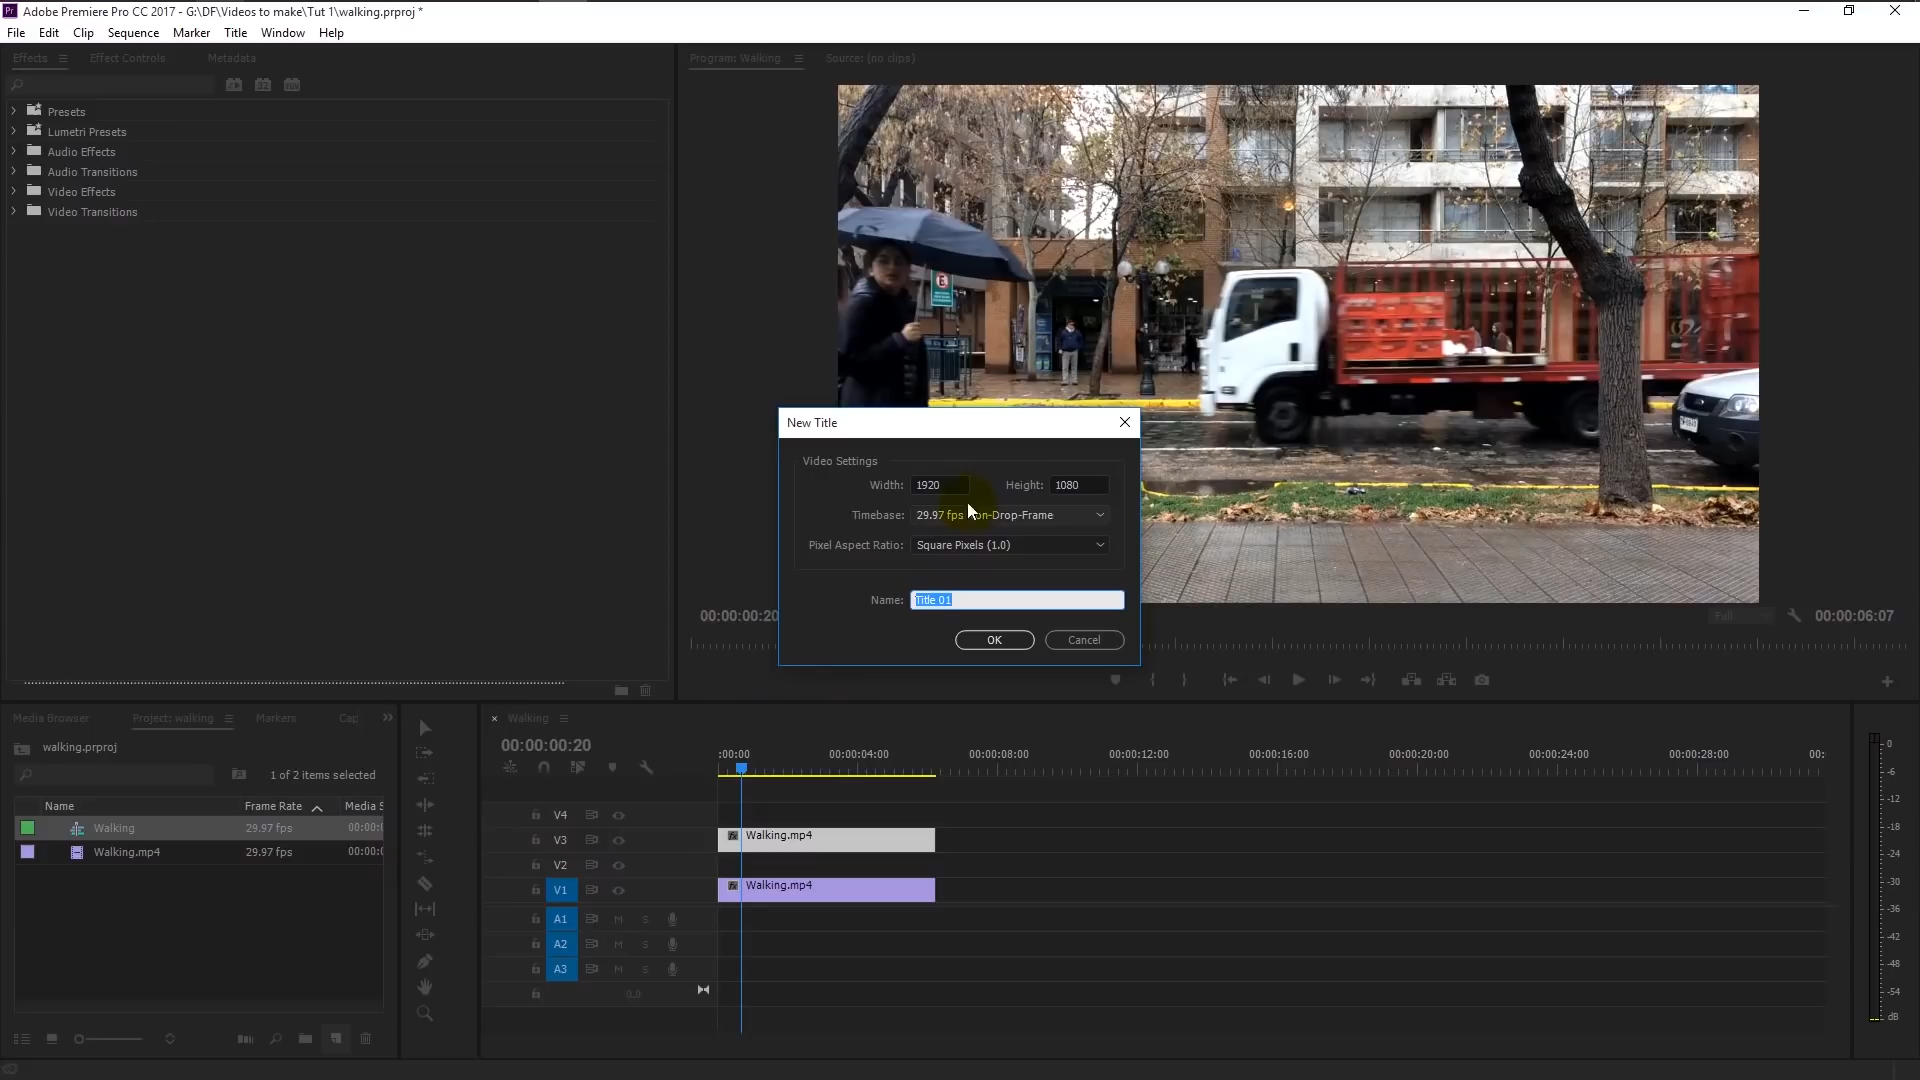 Pr Adobe Premiere Pro CC 2017 - G:\DF\Videos to make\Tut 1\walking.prproj *
File Edit Clip Sequence Marker Title Window Help
Effects Effect Controls Metadata
Program: Walking Source: (no clips)
Presets
Lumetri Presets
Audio Effects
Audio Transitions
Video Effects
Video Transitions
New Title
Video Settings
Width: 1920 Height: 1080
Timebase: 29.97 fps on-Drop-Frame
Pixel Aspect Ratio: Square Pixels (1.0)
Name: Title 01
OK Cancel
00:00:00:20 Full 00:00:06:07
Media Browser Project: walking Markers Cap
walking.prproj
1 of 2 items selected
Name Frame Rate Media S
Walking 29.97 fps 00:00:0
Walking.mp4 29.97 fps 00:00:0
× Walking
00:00:00:20
:00:00 00:00:04:00 00:00:08:00 00:00:12:00 00:00:16:00 00:00:20:00 00:00:24:00 00:00:28:00 00:
V4
V3 fx Walking.mp4
V2
V1 fx Walking.mp4
A1 M S
A2 M S
A3 M S
0.0
0
-6
-12
-18
-24
-30
-36
-42
-48
-54
dB